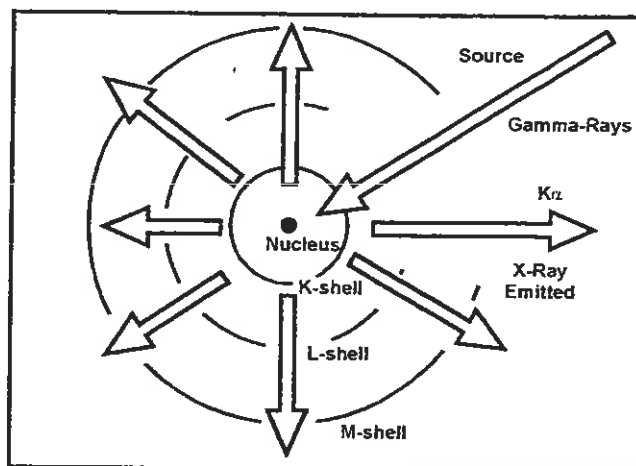 Source
Gamma-Rays
Kα
Nucleus
X-Ray
Emitted
K-shell
L-shell
M-shell